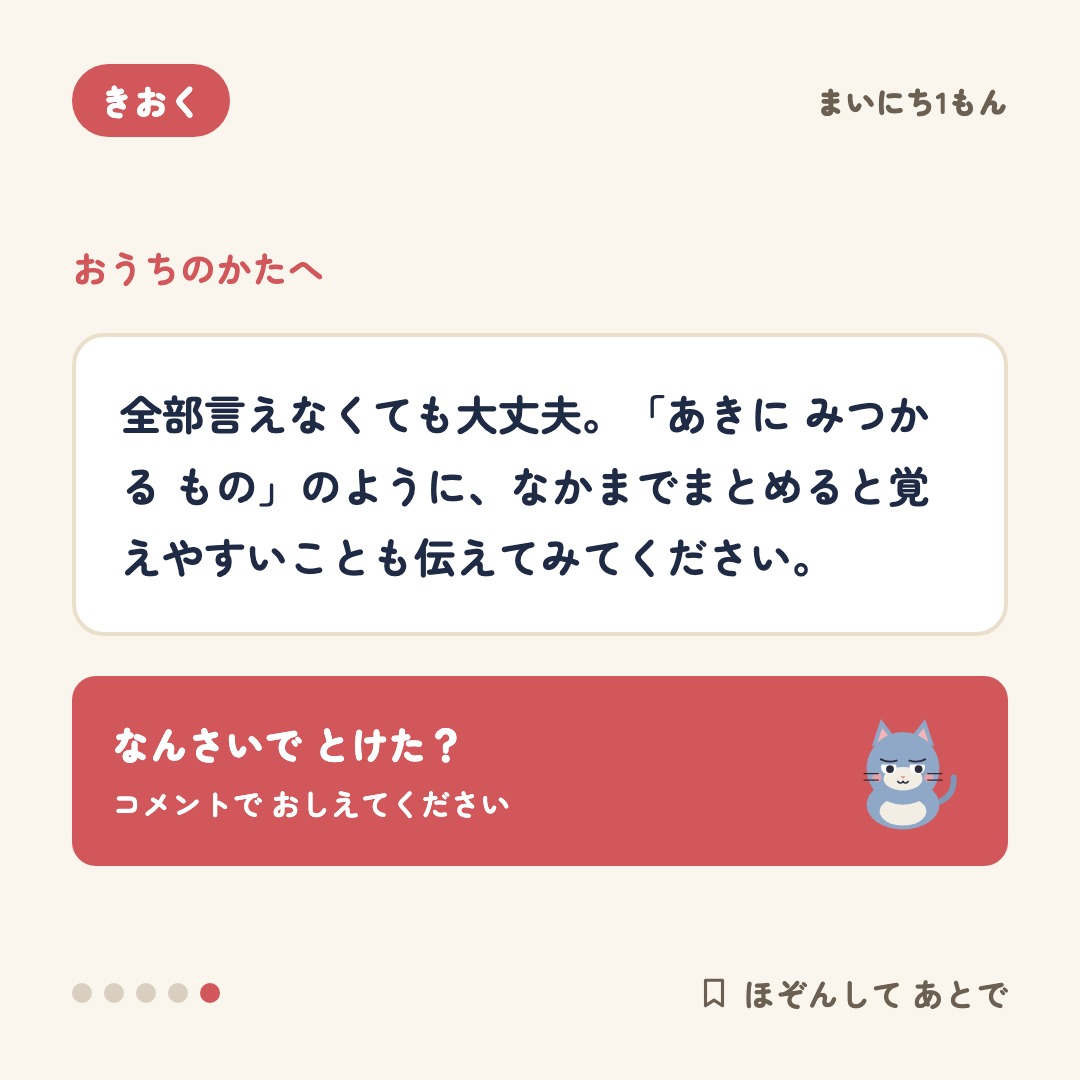 きおく
まいにち1もん
おうちのかたへ
全部言えなくても大丈夫。「あきに みつか
る もの」のように、なかまでまとめると覚
えやすいことも伝えてみてください。
なんさいで とけた？
コメントで おしえてください
ほぞんして あとで